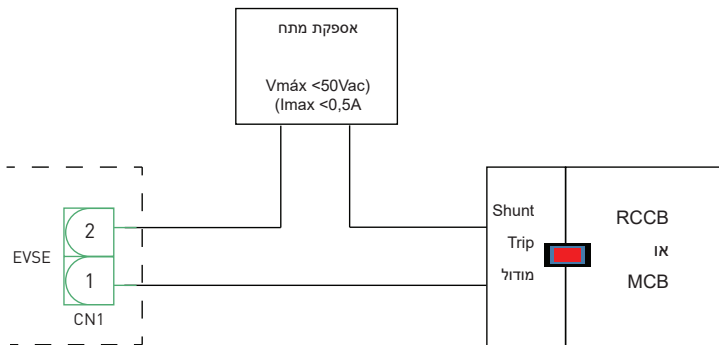 אספקת מתח
Vmáx <50Vac)
(Imax <0,5A
Shunt
Trip
מודול
RCCB
או
MCB
EVSE
2
1
CN1